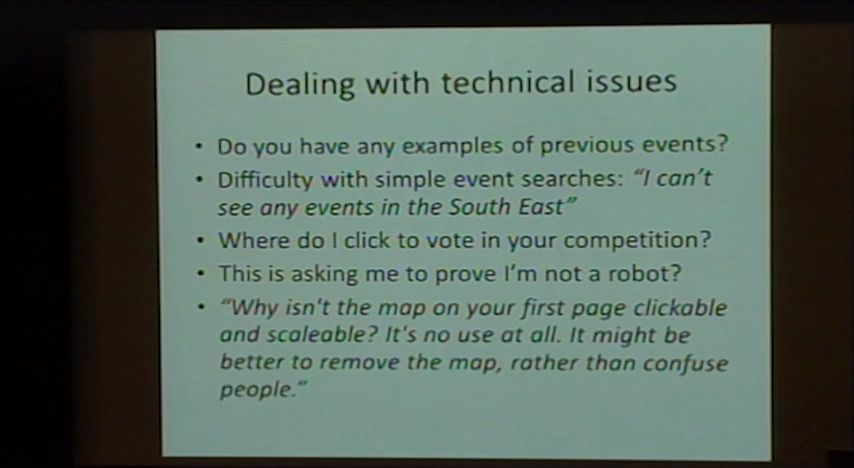 Dealing with technical issues
• Do you have any examples of previous events?
• Difficulty with simple event searches: “I can’t
see any events in the South East”
• Where do I click to vote in your competition?
• This is asking me to prove I’m not a robot?
• “Why isn't the map on your first page clickable
and scaleable? It's no use at all. It might be
better to remove the map, rather than confuse
people.”